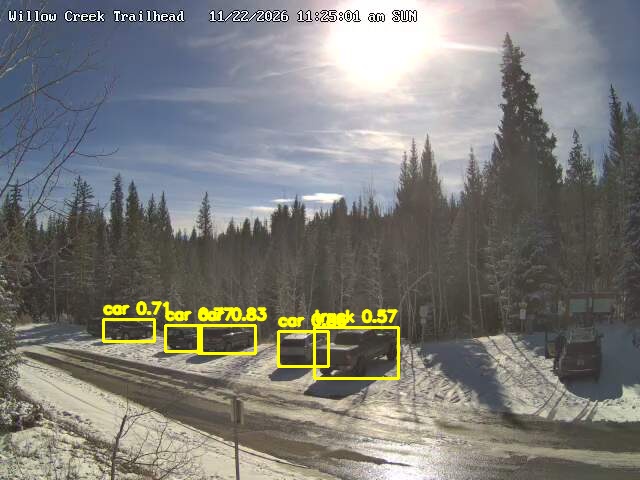 Willow Creek Trailhead 11/22/2026 11:25:01 am SUN
car 0.71
car
0.83
car
truck 0.57